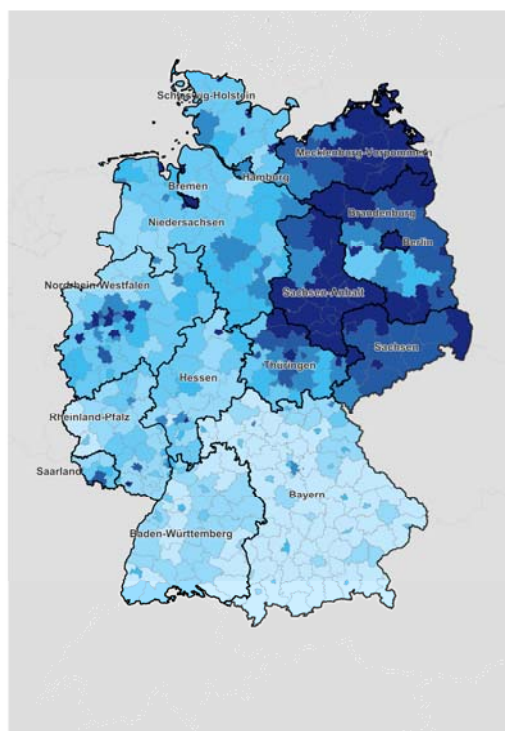 Schleswig-Holstein
Mecklenburg-Vorpommern
Hamburg
Bremen
Brandenburg
Niedersachsen
Berlin
Nordrhein-Westfalen
Sachsen-Anhalt
Sachsen
Thüringen
Hessen
Rheinland-Pfalz
Saarland
Bayern
Baden-Württemberg